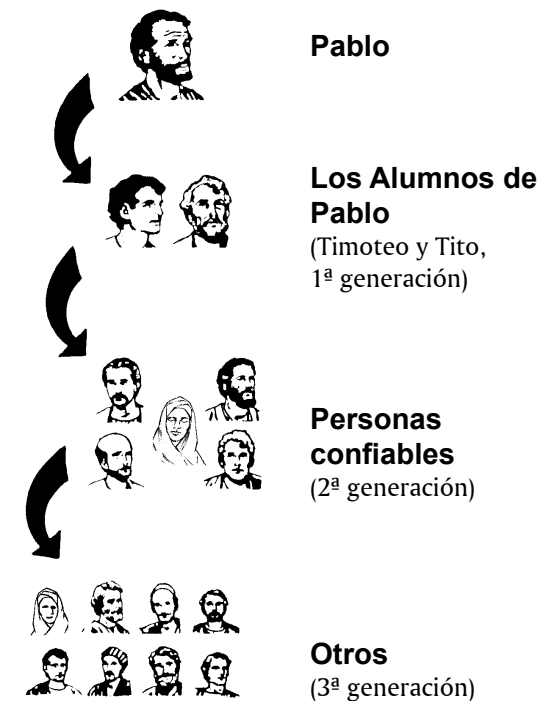 Pablo
Los Alumnos de
Pablo
(Timoteo y Tito,
1ª generación)
Personas
confiables
(2ª generación)
Otros
(3ª generación)